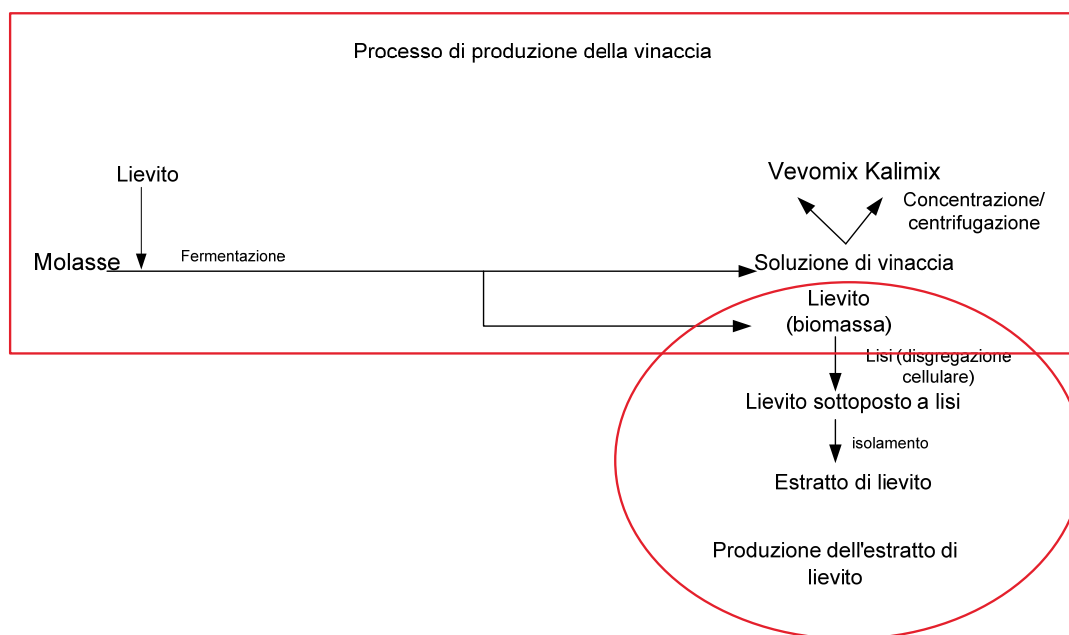 Processo di produzione della vinaccia
Lievito
Vevomix Kalimix
Concentrazione/
centrifugazione
Molasse
Fermentazione
Soluzione di vinaccia
Lievito
(biomassa)
Lisi (disgregazione
cellulare)
Lievito sottoposto a lisi
isolamento
Estratto di lievito
Produzione dell'estratto di
lievito